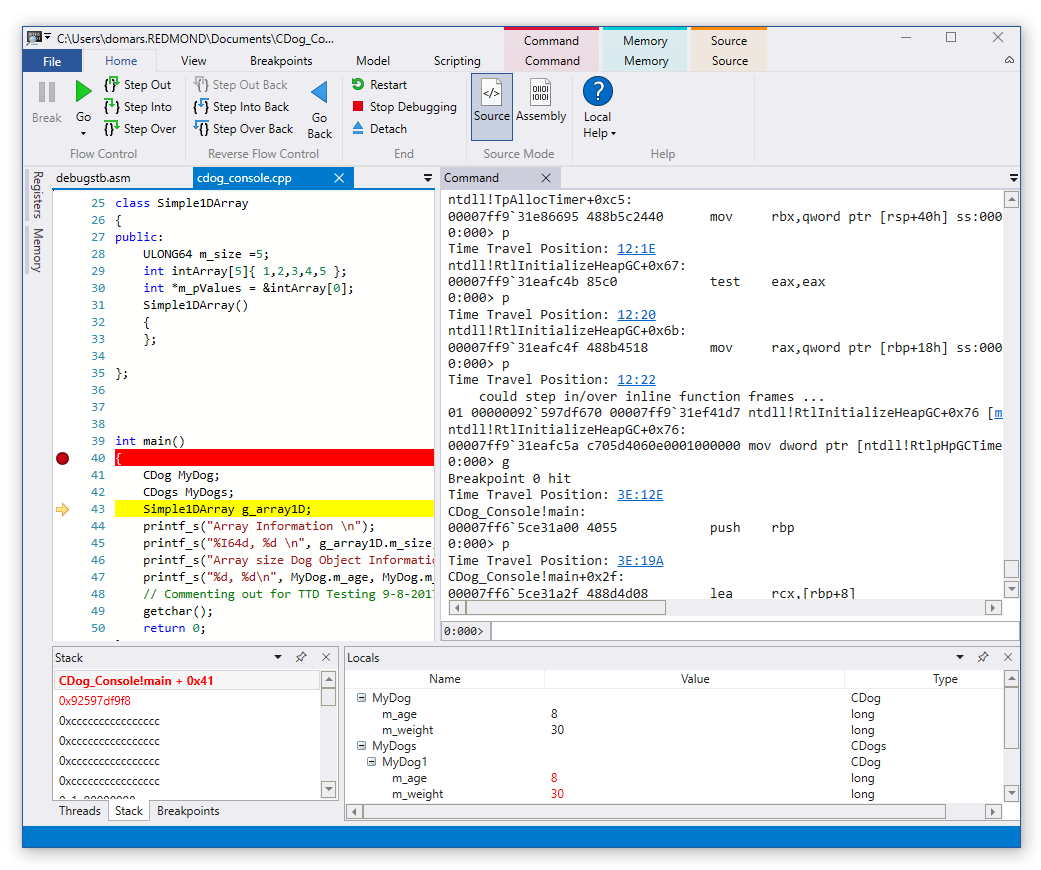 C:\Users\domars.REDMOND\Documents\CDog_Co...
Command Memory Source
File Home View Breakpoints Model Scripting Command Memory Source
Break
Go
Step Out
Step Into
Step Over
Flow Control
Step Out Back
Step Into Back
Step Over Back
Go Back
Reverse Flow Control
Restart
Stop Debugging
Detach
End
Source
Assembly
Source Mode
Local Help
Help
Registers
Memory
debugstb.asm
cdog_console.cpp
25 class Simple1DArray
26 {
27 public:
28 ULONG64 m_size =5;
29 int intArray[5]{ 1,2,3,4,5 };
30 int *m_pValues = &intArray[0];
31 Simple1DArray()
32 {
33 };
34
35 };
36
37
38
39 int main()
40 {
41 CDog MyDog;
42 CDogs MyDogs;
43 Simple1DArray g_array1D;
44 printf_s("Array Information \n");
45 printf_s("%I64d, %d \n", g_array1D.m_size,
46 printf_s("Array size Dog Object Informatio
47 printf_s("%d, %d\n", MyDog.m_age, MyDog.m_
48 // Commenting out for TTD Testing 9-8-201
49 getchar();
50 return 0;
Command
ntdll!TpAllocTimer+0xc5:
00007ff9`31e86695 488b5c2440 mov rbx,qword ptr [rsp+40h] ss:000
0:000> p
Time Travel Position: 12:1E
ntdll!RtlInitializeHeapGC+0x67:
00007ff9`31eafc4b 85c0 test eax,eax
0:000> p
Time Travel Position: 12:20
ntdll!RtlInitializeHeapGC+0x6b:
00007ff9`31eafc4f 488b4518 mov rax,qword ptr [rbp+18h] ss:000
0:000> p
Time Travel Position: 12:22
could step in/over inline function frames ...
01 00000092`597df670 00007ff9`31ef41d7 ntdll!RtlInitializeHeapGC+0x76 [m
ntdll!RtlInitializeHeapGC+0x76:
00007ff9`31eafc5a c705d4060e0001000000 mov dword ptr [ntdll!RtlpHpGCTime
0:000> g
Breakpoint 0 hit
Time Travel Position: 3E:12E
CDog_Console!main:
00007ff6`5ce31a00 4055 push rbp
0:000> p
Time Travel Position: 3E:19A
CDog_Console!main+0x2f:
00007ff6`5ce31a2f 488d4d08 lea rcx,[rbp+8]
0:000>
Stack
CDog_Console!main + 0x41
0x92597df9f8
0xcccccccccccccccc
0xcccccccccccccccc
0xcccccccccccccccc
0xcccccccccccccccc
Threads Stack Breakpoints
Locals
Name Value Type
MyDog CDog
m_age 8 long
m_weight 30 long
MyDogs CDogs
MyDog1 CDog
m_age 8 long
m_weight 30 long